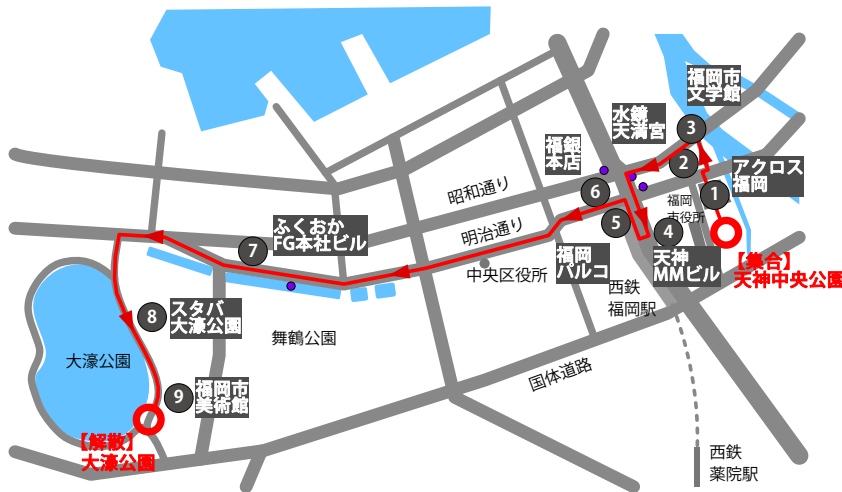 福岡市
文学館
水鏡
天満宮
3
福銀
本店
2
アクロス
福岡
1
6
昭和通り
福岡
市役所
ふくおか
FG本社ビル
明治通り
5
4
7
福岡
パルコ
天神
MMビル
【集合】
天神中央公園
中央区役所
西鉄
福岡駅
8
スタバ
大濠公園
舞鶴公園
大濠公園
国体道路
9
福岡市
美術館
【解散】
大濠公園
西鉄
薬院駅